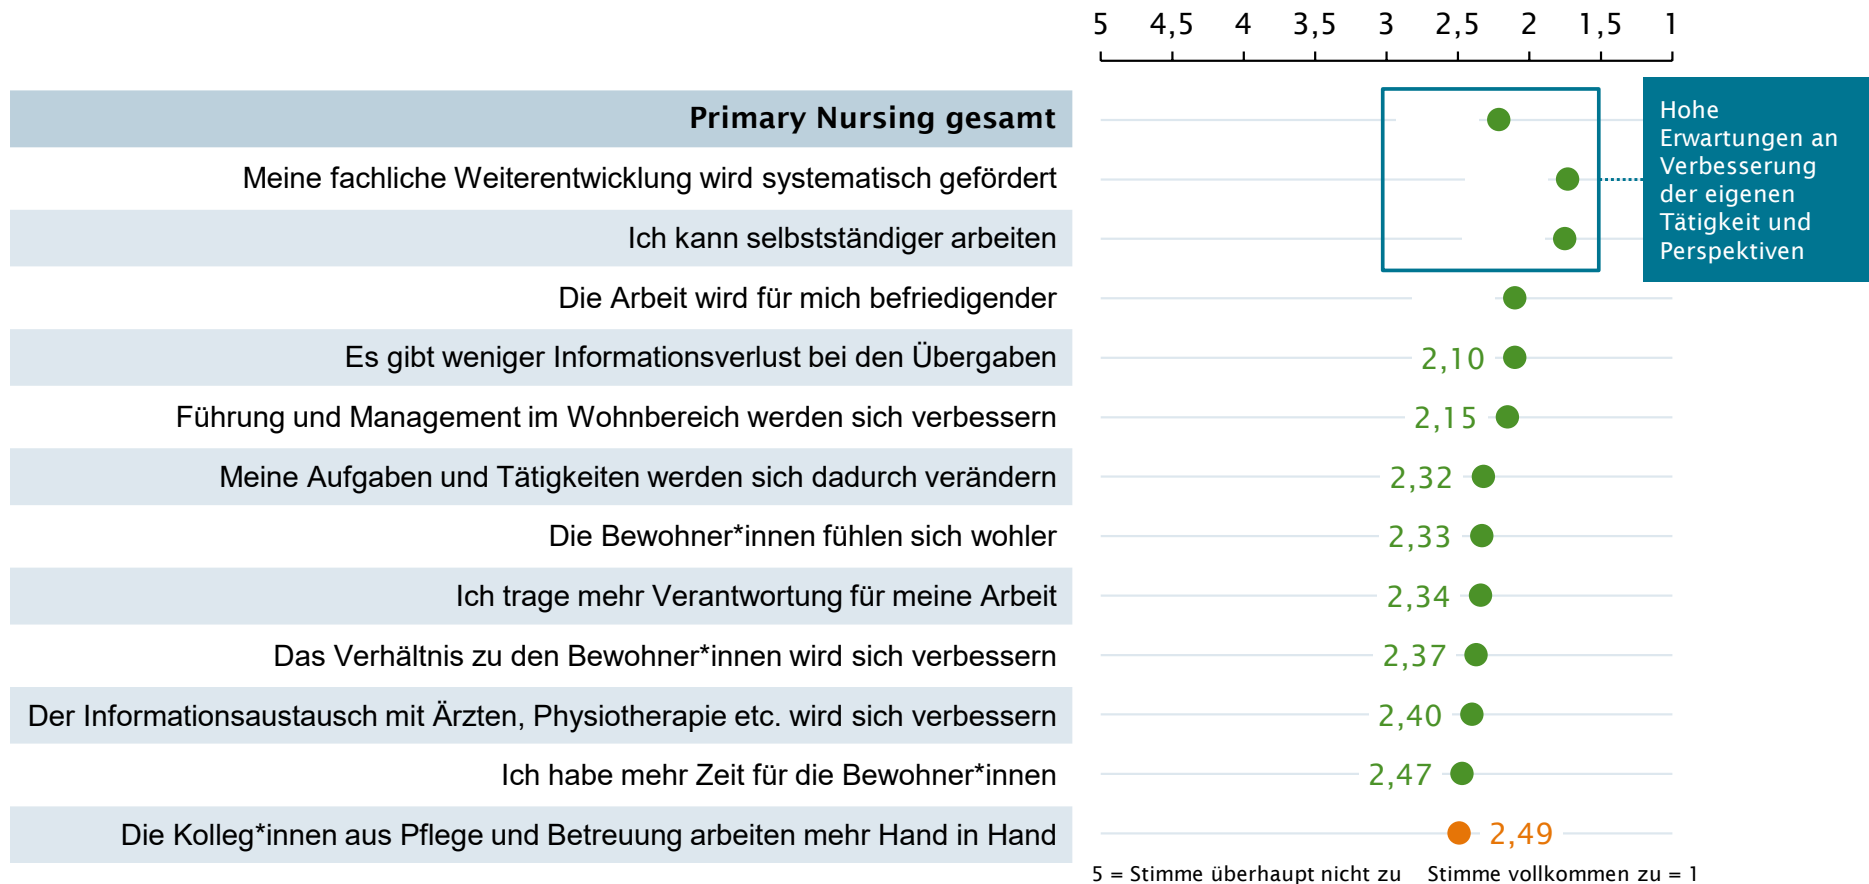 5 4,5 4 3,5 3 2,5 2 1,5 1
Primary Nursing gesamt
Meine fachliche Weiterentwicklung wird systematisch gefördert
Ich kann selbstständiger arbeiten
Hohe
Erwartungen an
Verbesserung
der eigenen
Tätigkeit und
Perspektiven
Die Arbeit wird für mich befriedigender
Es gibt weniger Informationsverlust bei den Übergaben 2,10
Führung und Management im Wohnbereich werden sich verbessern 2,15
Meine Aufgaben und Tätigkeiten werden sich dadurch verändern 2,32
Die Bewohner*innen fühlen sich wohler 2,33
Ich trage mehr Verantwortung für meine Arbeit 2,34
Das Verhältnis zu den Bewohner*innen wird sich verbessern 2,37
Der Informationsaustausch mit Ärzten, Physiotherapie etc. wird sich verbessern 2,40
Ich habe mehr Zeit für die Bewohner*innen 2,47
Die Kolleg*innen aus Pflege und Betreuung arbeiten mehr Hand in Hand 2,49
5 = Stimme überhaupt nicht zu Stimme vollkommen zu = 1